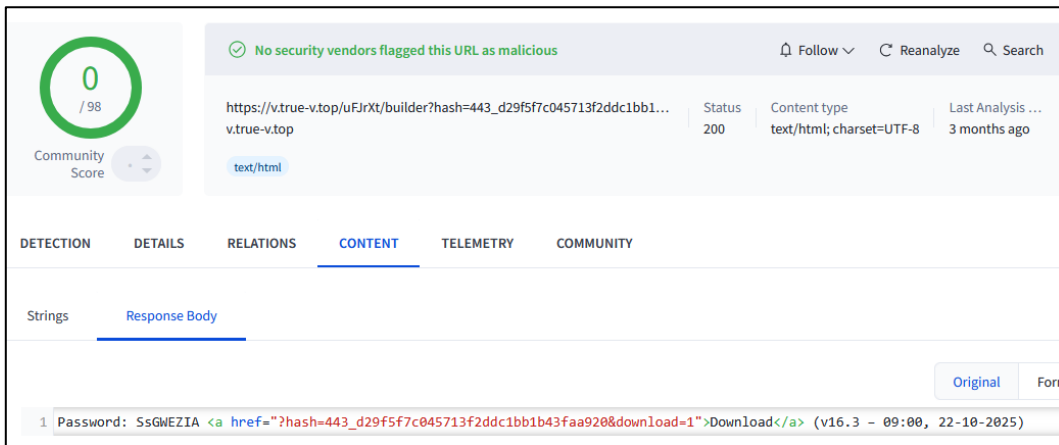 0
/ 98
Community
Score
No security vendors flagged this URL as malicious
Follow
Reanalyze
Search
https://v.true-v.top/uFJrXt/builder?hash=443_d29f5f7c045713f2ddc1bb1...
v.true-v.top
Status
200
Content type
text/html; charset=UTF-8
Last Analysis ...
3 months ago
text/html
DETECTION DETAILS RELATIONS CONTENT TELEMETRY COMMUNITY
Strings Response Body
Original For
1 Password: SsGWEZIA <a href="?hash=443_d29f5f7c045713f2ddc1bb1b43faa920&download=1">Download</a> (v16.3 – 09:00, 22-10-2025)